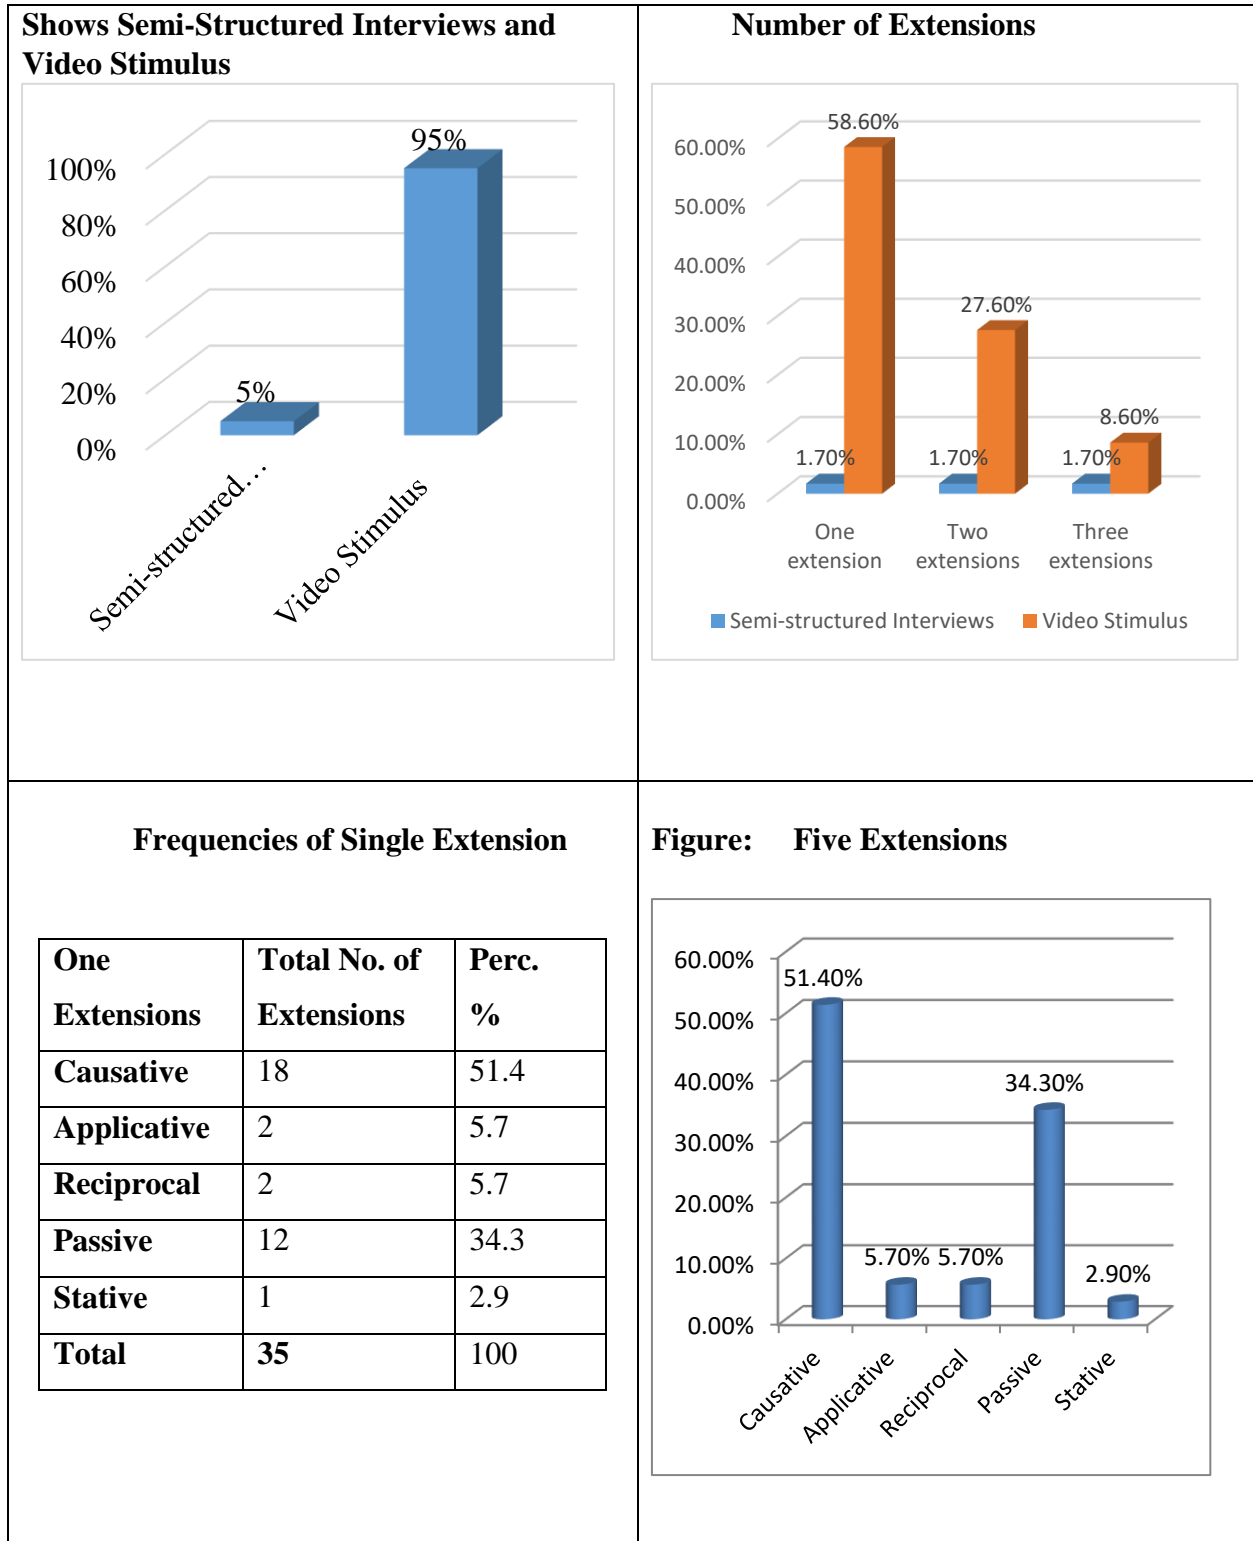 Shows Semi-Structured Interviews and
Video Stimulus
100%
80%
60%
40%
20%
0%
5%
95%
Semi-structured…
Video Stimulus
Number of Extensions
60.00%
50.00%
40.00%
30.00%
20.00%
10.00%
0.00%
1.70%
58.60%
1.70%
27.60%
1.70%
8.60%
One
extension
Two
extensions
Three
extensions
Semi-structured Interviews Video Stimulus
Frequencies of Single Extension
One Extensions Total No. of Extensions Perc. %
Causative 18 51.4
Applicative 2 5.7
Reciprocal 2 5.7
Passive 12 34.3
Stative 1 2.9
Total 35 100
Figure: Five Extensions
60.00%
50.00%
40.00%
30.00%
20.00%
10.00%
0.00%
51.40%
5.70%
5.70%
34.30%
2.90%
Causative
Applicative
Reciprocal
Passive
Stative